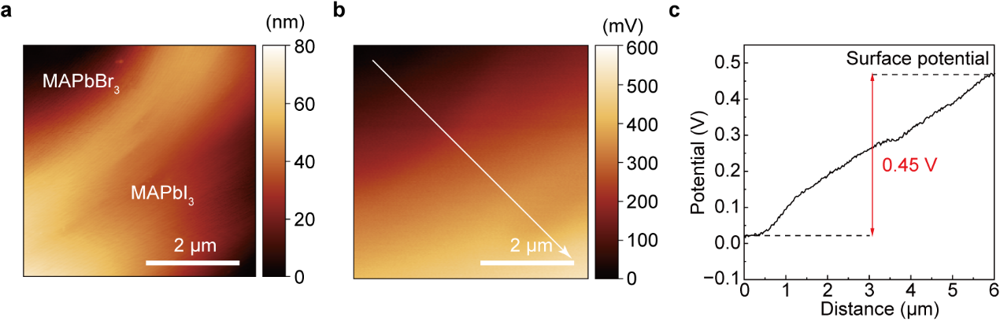 a
(nm)
80
60
40
20
0
MAPbBr₃
MAPbI₃
2 μm
b
(mV)
600
500
400
300
200
100
0
2 μm
c
Surface potential
0.45 V
Potential (V)
0.5
0.4
0.3
0.2
0.1
0.0
−0.1
0 1 2 3 4 5 6
Distance (μm)